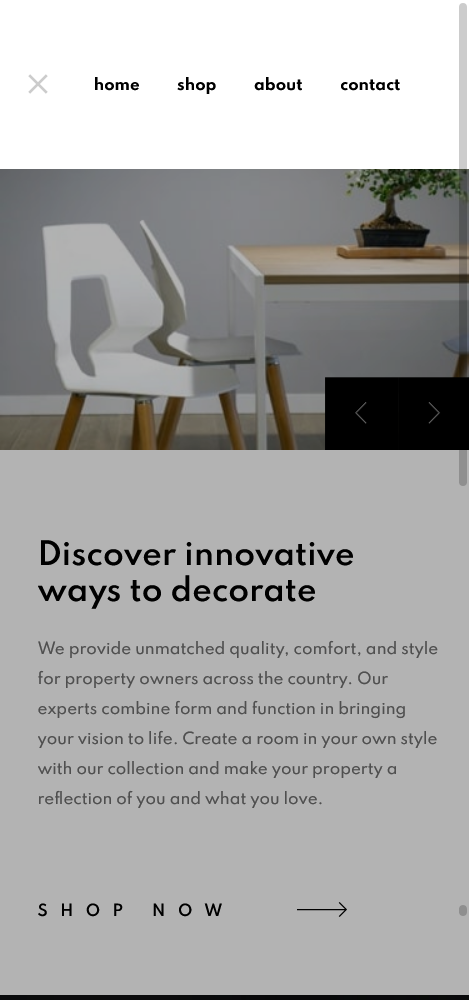 home shop about contact
Discover innovative
ways to decorate
We provide unmatched quality, comfort, and style
for property owners across the country. Our
experts combine form and function in bringing
your vision to life. Create a room in your own style
with our collection and make your property a
reflection of you and what you love.
SHOP NOW